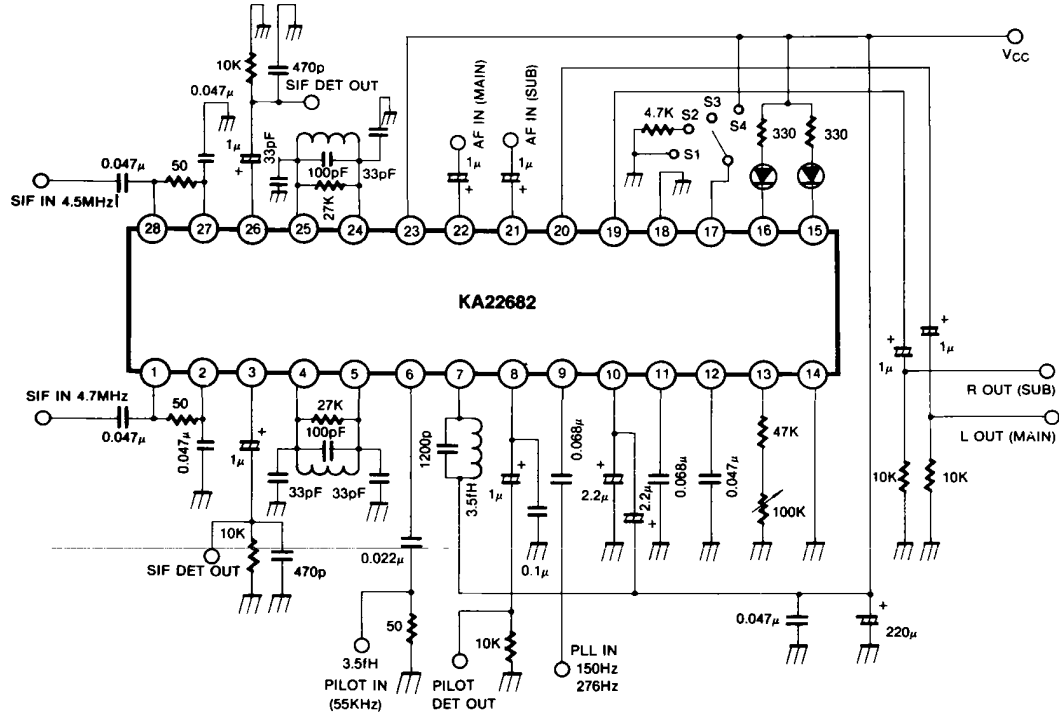 10K
470p
SIF DET OUT
0.047μ
1μ
+
33pF
100pF
33pF
27K
0.047μ
50
SIF IN 4.5MHz
AF IN (MAIN)
1μ
+
AF IN (SUB)
1μ
+
4.7K
S2
S3
S4
S1
330
330
VCC
28
27
26
25
24
23
22
21
20
19
18
17
16
15
KA22682
1
2
3
4
5
6
7
8
9
10
11
12
13
14
+
1μ
+
1μ
R OUT (SUB)
L OUT (MAIN)
10K
10K
SIF IN 4.7MHz
0.047μ
50
0.047μ
1μ
+
27K
100pF
33pF
33pF
10K
470p
SIF DET OUT
0.022μ
50
3.5fH
PILOT IN
(55KHz)
1200p
3.5fH
1μ
+
0.1μ
10K
PILOT
DET OUT
0.068μ
PLL IN
150Hz
276Hz
2.2μ
+
2.2μ
+
0.068μ
0.047μ
47K
100K
0.047μ
+
220μ